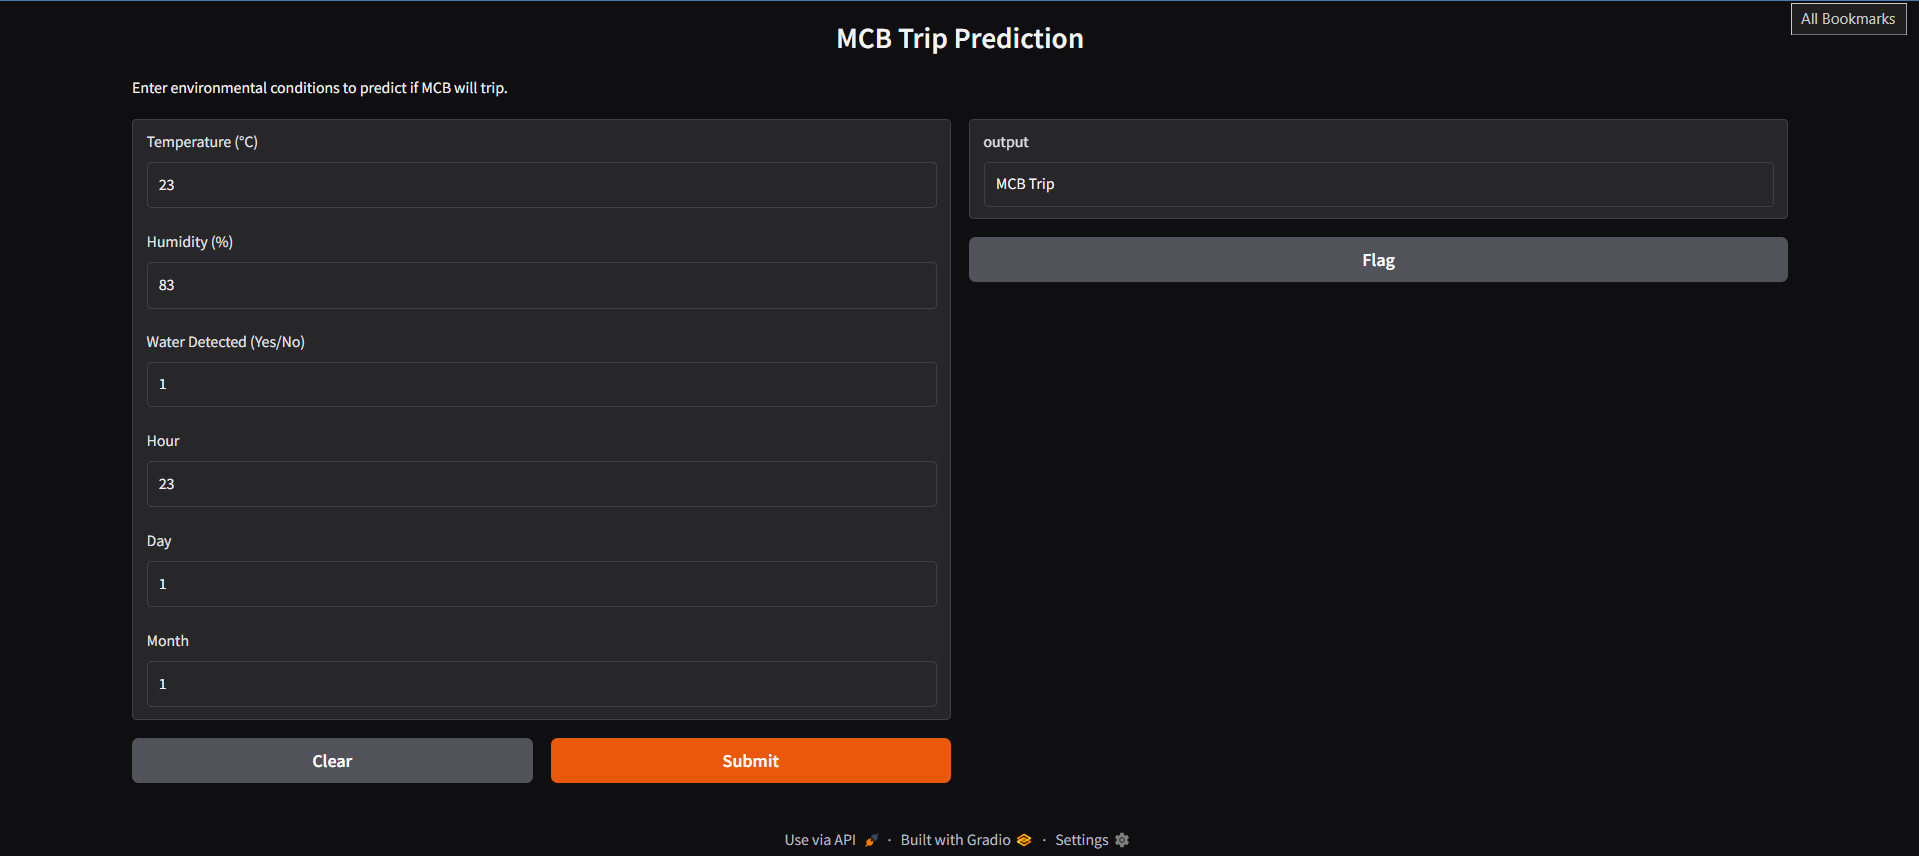 All Bookmarks
MCB Trip Prediction
Enter environmental conditions to predict if MCB will trip.
Temperature (°C)
23
Humidity (%)
83
Water Detected (Yes/No)
1
Hour
23
Day
1
Month
1
Clear
Submit
output
MCB Trip
Flag
Use via API · Built with Gradio · Settings